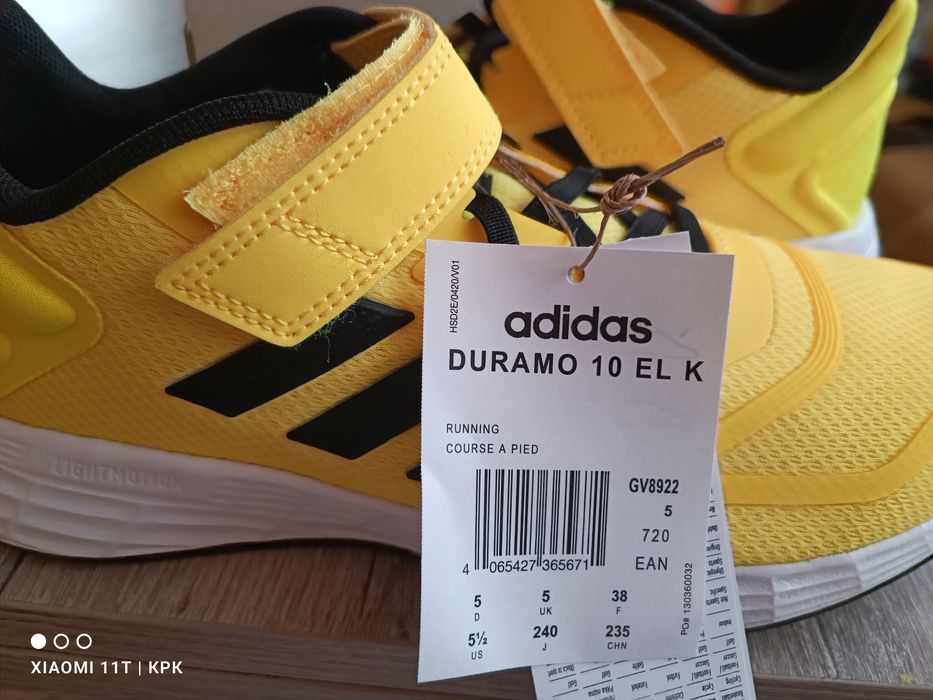 HSD2E/0420/V01
adidas
DURAMO 10 EL K
RUNNING
COURSE A PIED
GV8922
5
720
EAN
4 065427 365671
5 5 38
D UK F
5½ 240 235
US J CHN
PO# 130360032
LIGHTMOTION
XIAOMI 11T | KPK